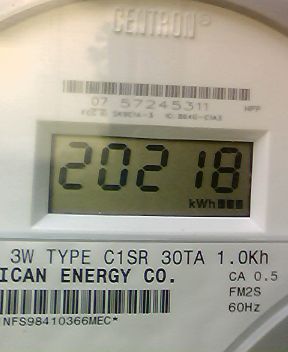 CENTRON®
07 57245311
20218
kWh
3W TYPE C1SR 30TA 1.0Kh
ICAN ENERGY CO.
CA 0.5
FM2S
60Hz
NFS98410366MEC*